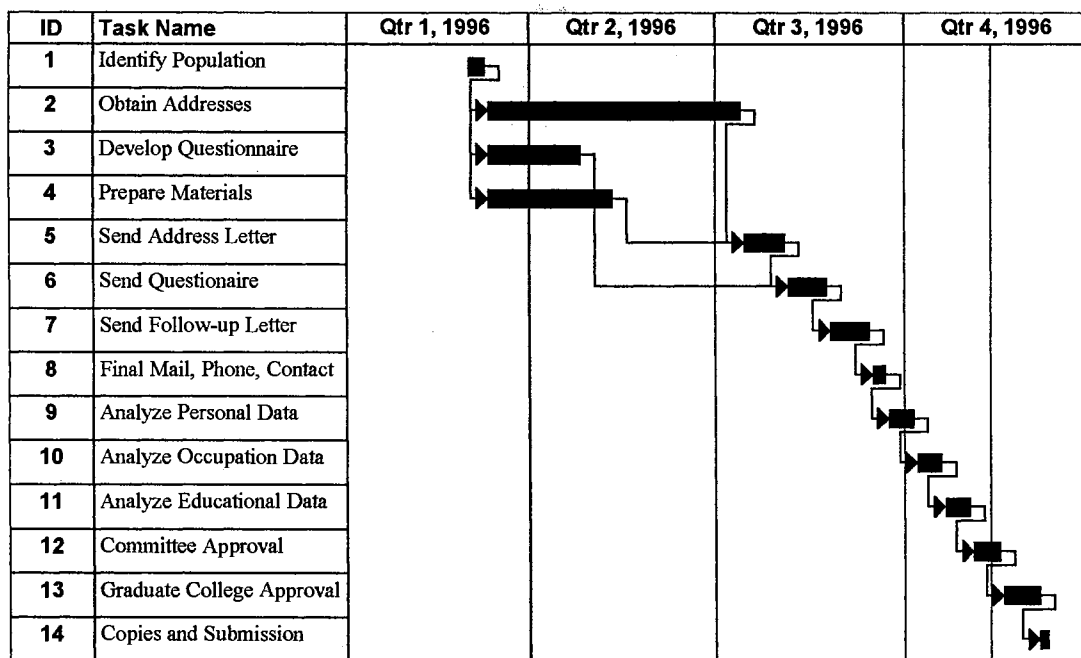 ID Task Name Qtr 1, 1996 Qtr 2, 1996 Qtr 3, 1996 Qtr 4, 1996
1 Identify Population
2 Obtain Addresses
3 Develop Questionnaire
4 Prepare Materials
5 Send Address Letter
6 Send Questionaire
7 Send Follow-up Letter
8 Final Mail, Phone, Contact
9 Analyze Personal Data
10 Analyze Occupation Data
11 Analyze Educational Data
12 Committee Approval
13 Graduate College Approval
14 Copies and Submission